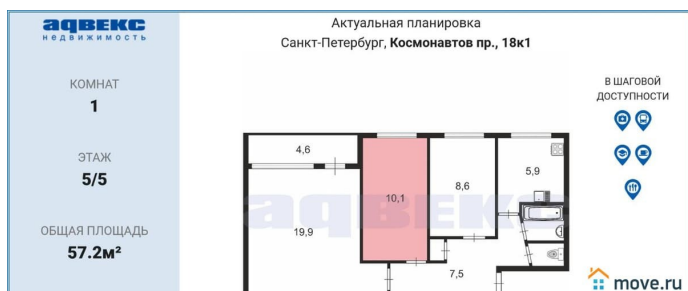 адвекс
недвижимость
КОМНАТ
1
ЭТАЖ
5/5
ОБЩАЯ ПЛОЩАДЬ
57.2м²
Актуальная планировка
Санкт-Петербург, Космонавтов пр., 18к1
4,6
19,9
10,1
8,6
5,9
7,5
адвекс
В ШАГОВОЙ
ДОСТУПНОСТИ
move.ru